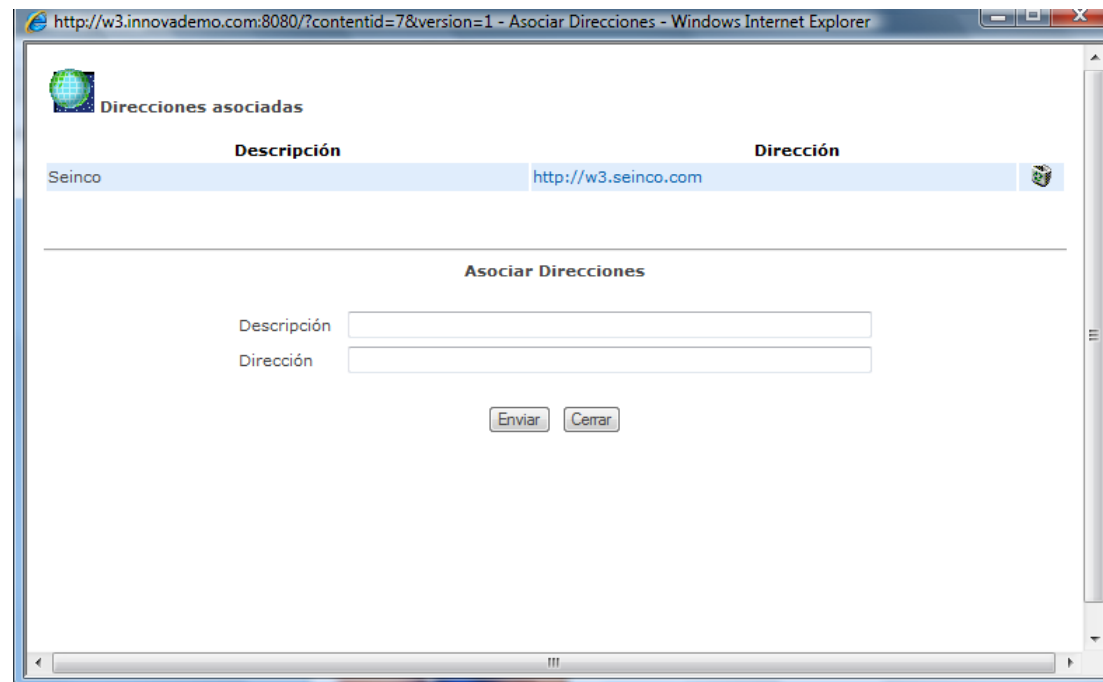 http://w3.innovademo.com:8080/?contentid=7&version=1 - Asociar Direcciones - Windows Internet Explorer
Direcciones asociadas
Descripción Dirección
Seinco http://w3.seinco.com
Asociar Direcciones
Descripción
Dirección
Enviar Cerrar